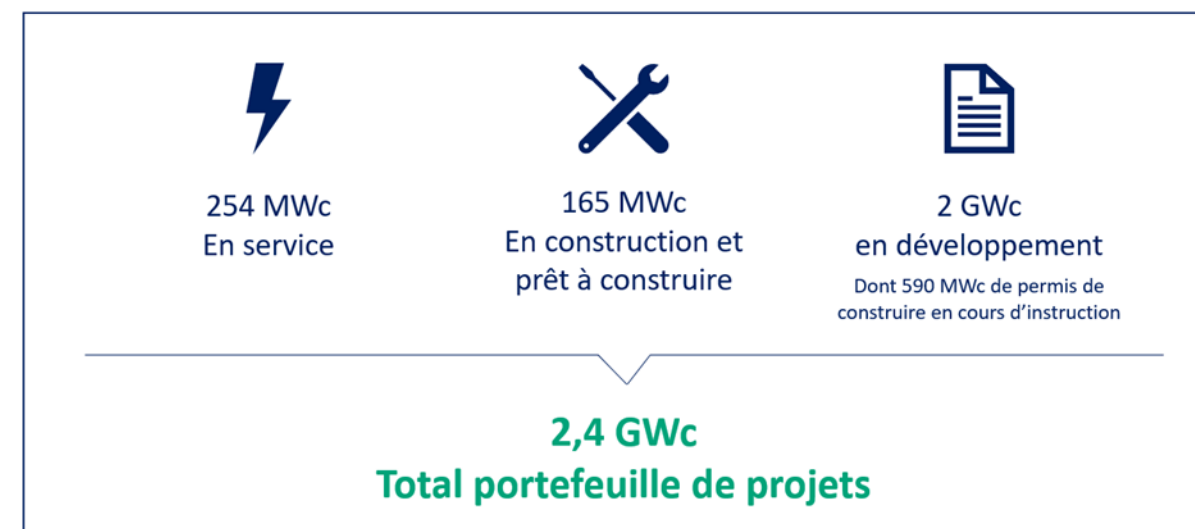 254 MWc
En service
165 MWc
En construction et
prêt à construire
2 GWc
en développement
Dont 590 MWc de permis de
construire en cours d’instruction
2,4 GWc
Total portefeuille de projets